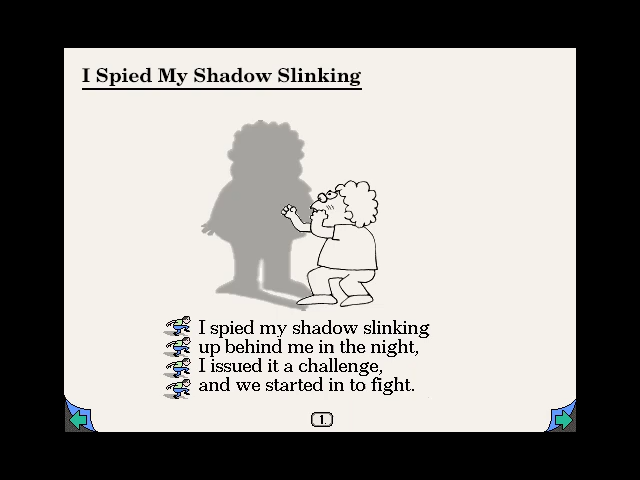 I Spied My Shadow Slinking
I spied my shadow slinking
up behind me in the night,
I issued it a challenge,
and we started in to fight.
1.